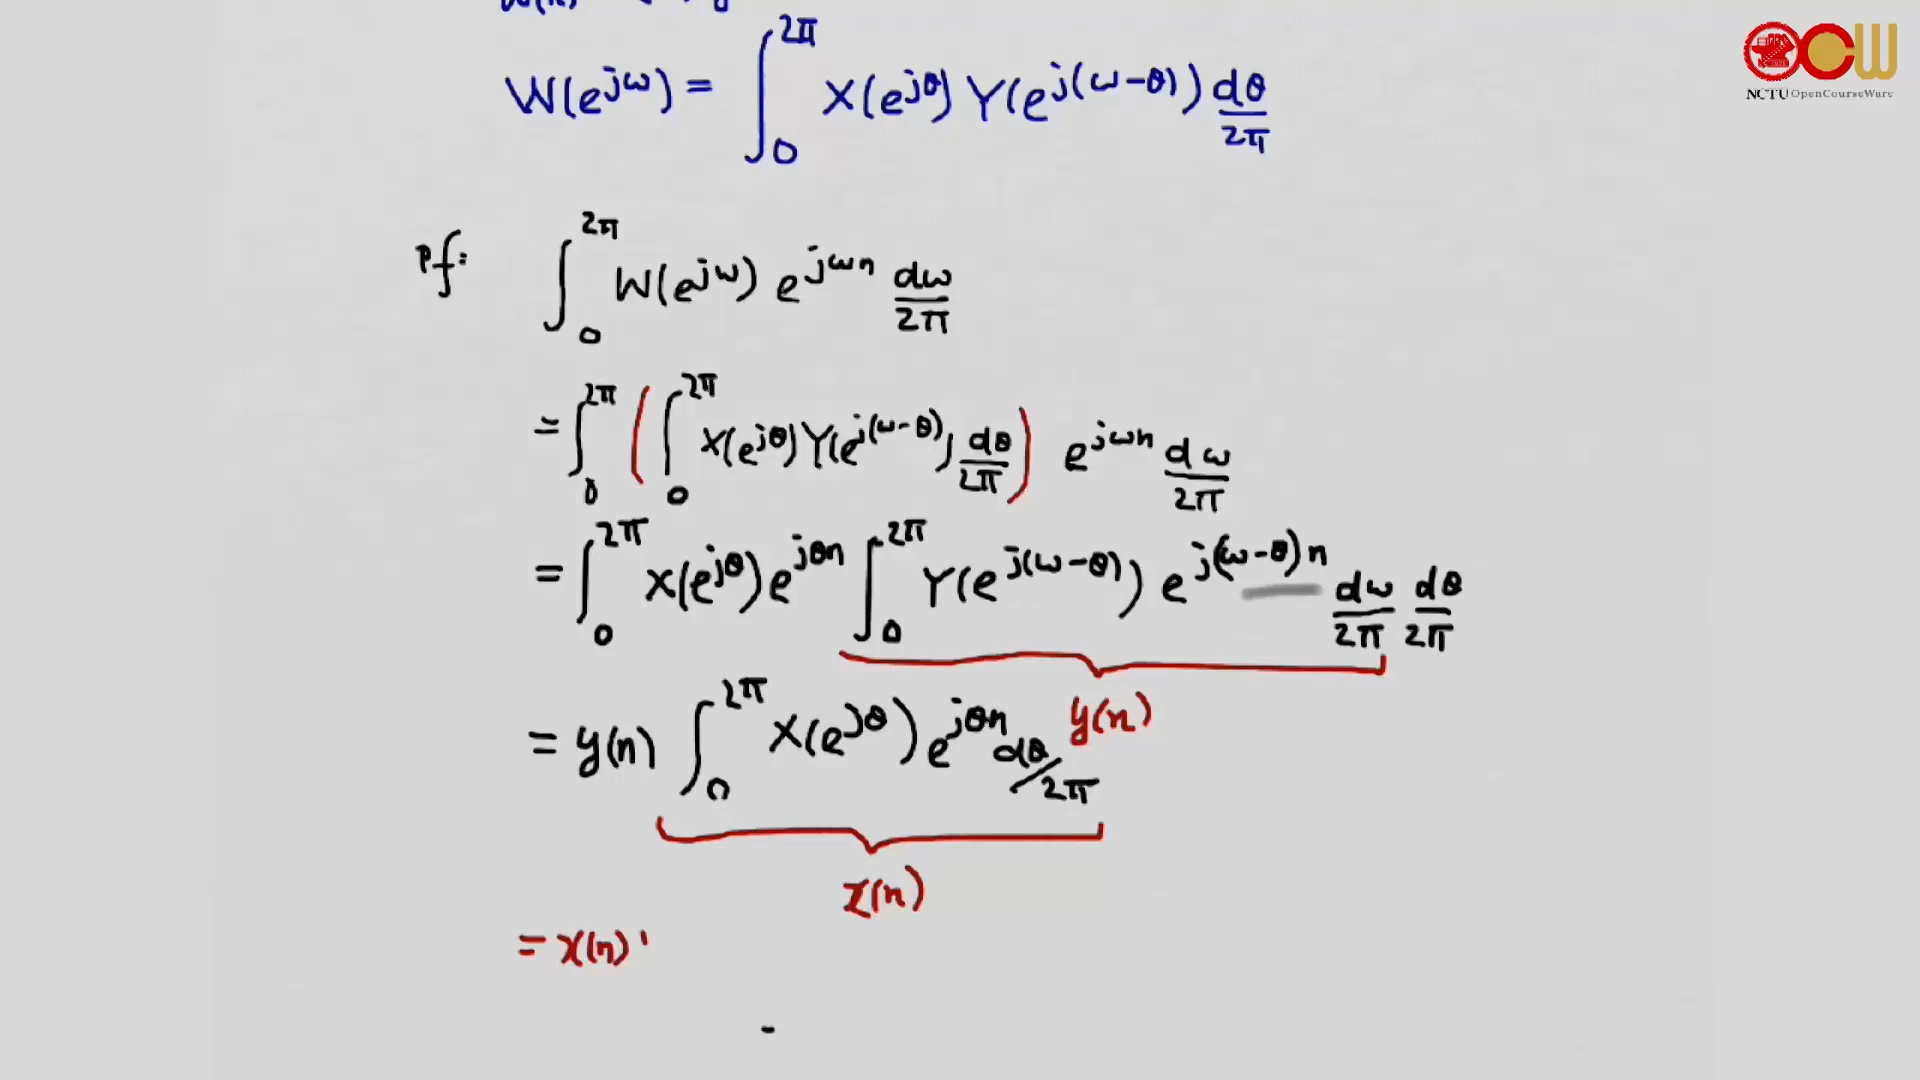 OCW
NCTU OpenCourseWare
W(e^{jω}) = ∫_0^{2π} X(e^{jθ}) Y(e^{j(ω-θ)}) dθ/2π
Pf: ∫_0^{2π} W(e^{jω}) e^{jωn} dω/2π
= ∫_0^{2π} ( ∫_0^{2π} X(e^{jθ}) Y(e^{j(ω-θ)}) dθ/2π ) e^{jωn} dω/2π
= ∫_0^{2π} X(e^{jθ}) e^{jθn} ∫_0^{2π} Y(e^{j(ω-θ)}) e^{j(ω-θ)n} dω/2π dθ/2π
y(n)
= y(n) ∫_0^{2π} X(e^{jθ}) e^{jθn} dθ/2π
x(n)
= x(n)